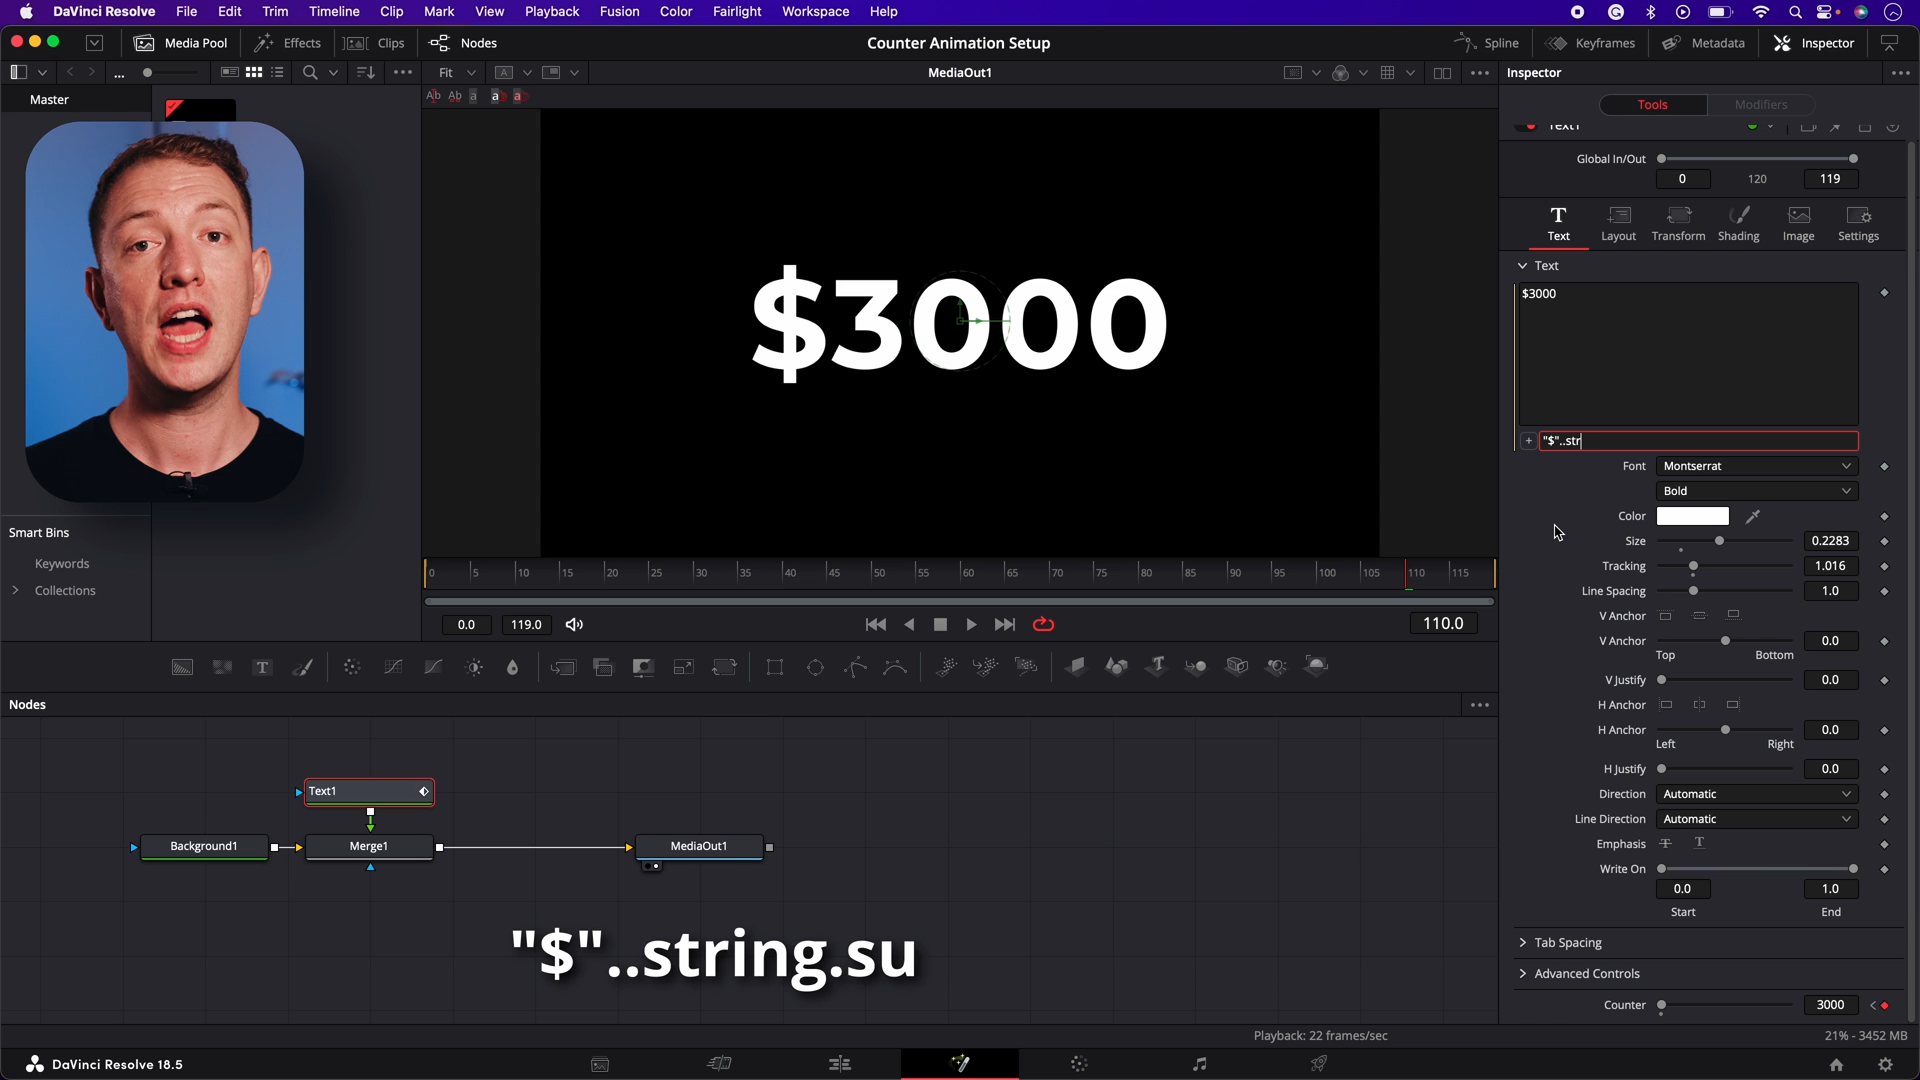 DaVinci Resolve File Edit Trim Timeline Clip Mark View Playback Fusion Color Fairlight Workspace Help
Media Pool Effects Clips Nodes Counter Animation Setup Spline Keyframes Metadata Inspector
... Fit A MediaOut1 Inspector
Master Tools Modifiers
Text1
Global In/Out
0 120 119
T
Text Layout Transform Shading Image Settings
Text
$3000
$3000
"$"..str
Font Montserrat
Bold
Color
Size 0.2283
Tracking 1.016
Line Spacing 1.0
V Anchor
V Anchor 0.0
Top Bottom
V Justify 0.0
H Anchor
H Anchor 0.0
Left Right
H Justify 0.0
Direction Automatic
Line Direction Automatic
Emphasis T T
Write On
0.0 1.0
Start End
Tab Spacing
Advanced Controls
Counter 3000
Smart Bins
Keywords
Collections
0 5 10 15 20 25 30 35 40 45 50 55 60 65 70 75 80 85 90 95 100 105 110 115
0.0 119.0 110.0
Nodes
Text1
Background1 Merge1 MediaOut1
"$"..string.su
Playback: 22 frames/sec 21% - 3452 MB
DaVinci Resolve 18.5